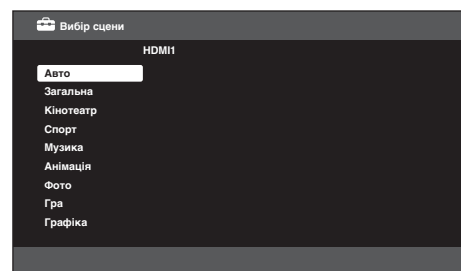 Вибір сцени
HDMI1
Авто
Загальна
Кінотеатр
Спорт
Музика
Анімація
Фото
Гра
Графіка